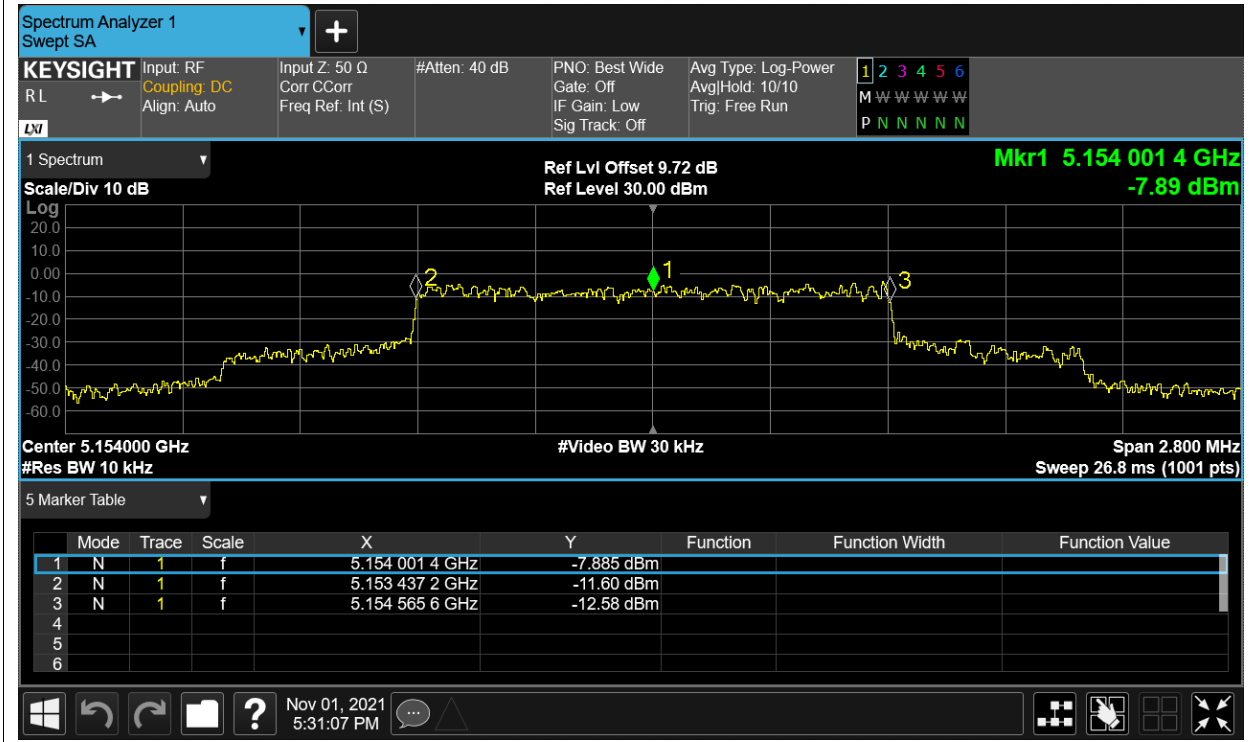 Spectrum Analyzer 1
Swept SA
+
KEYSIGHT Input: RF Input Z: 50 Ω #Atten: 40 dB PNO: Best Wide Avg Type: Log-Power 1 2 3 4 5 6
RL Coupling: DC Corr CCorr Gate: Off Avg|Hold: 10/10 M W W W W W
Align: Auto Freq Ref: Int (S) IF Gain: Low Trig: Free Run
LXI Sig Track: Off P N N N N N
1 Spectrum
Ref Lvl Offset 9.72 dB Mkr1 5.154 001 4 GHz
Scale/Div 10 dB Ref Level 30.00 dBm -7.89 dBm
Log
20.0
10.0
0.00
-10.0
-20.0
-30.0
-40.0
-50.0
-60.0
2 1 3
Center 5.154000 GHz #Video BW 30 kHz Span 2.800 MHz
#Res BW 10 kHz Sweep 26.8 ms (1001 pts)
5 Marker Table
Mode Trace Scale X Y Function Function Width Function Value
1 N 1 f 5.154 001 4 GHz -7.885 dBm
2 N 1 f 5.153 437 2 GHz -11.60 dBm
3 N 1 f 5.154 565 6 GHz -12.58 dBm
4
5
6
? Nov 01, 2021
5:31:07 PM